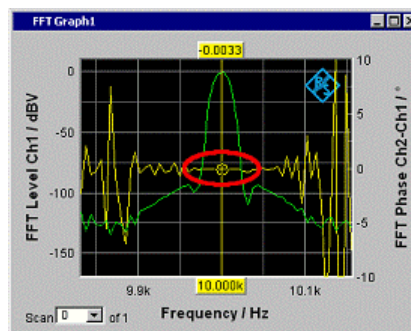 FFT Graph1
-0.0033
0
-50
-100
-150
FFT Level Ch1 / dBV
10
5
0
-5
-10
FFT Phase Ch2-Ch1 / °
9.9k
10.000k
10.1k
Frequency / Hz
Scan 0 of 1